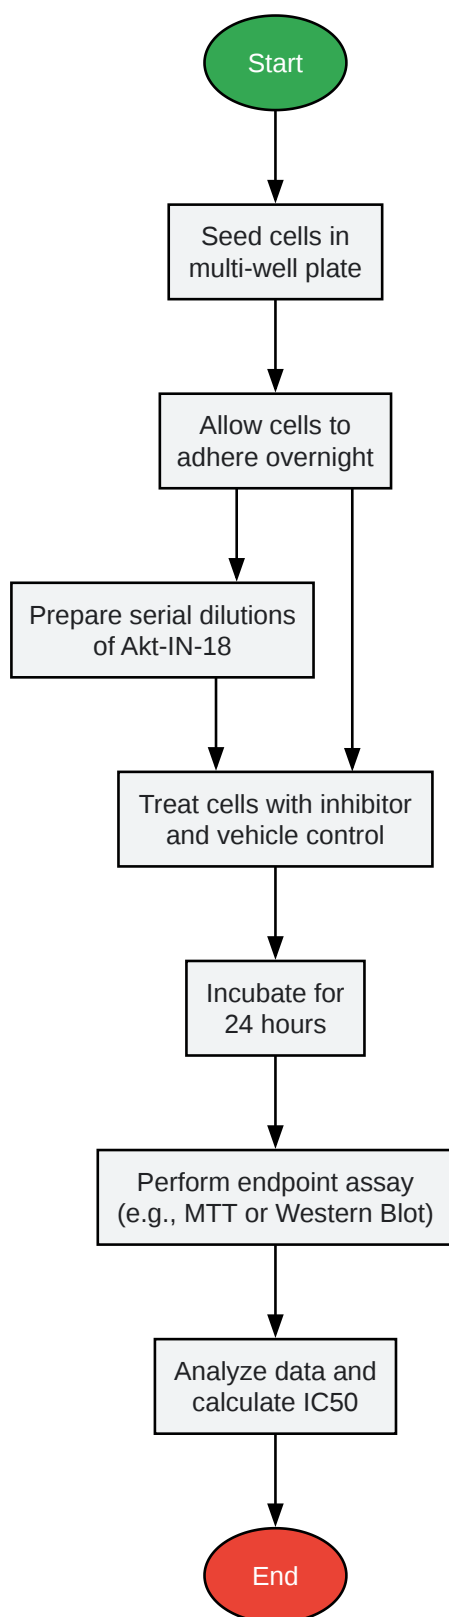 Start
Seed cells in
multi-well plate
Allow cells to
adhere overnight
Prepare serial dilutions
of Akt-IN-18
Treat cells with inhibitor
and vehicle control
Incubate for
24 hours
Perform endpoint assay
(e.g., MTT or Western Blot)
Analyze data and
calculate IC50
End